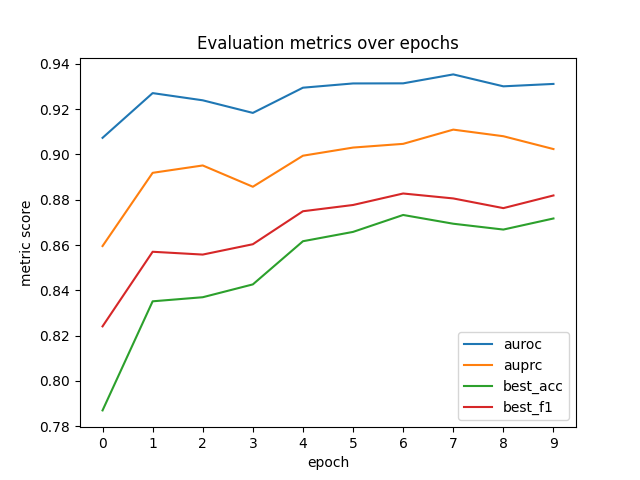 Evaluation metrics over epochs
metric score
0.94
0.92
0.90
0.88
0.86
0.84
0.82
0.80
0.78
auroc
auprc
best_acc
best_f1
0 1 2 3 4 5 6 7 8 9
epoch